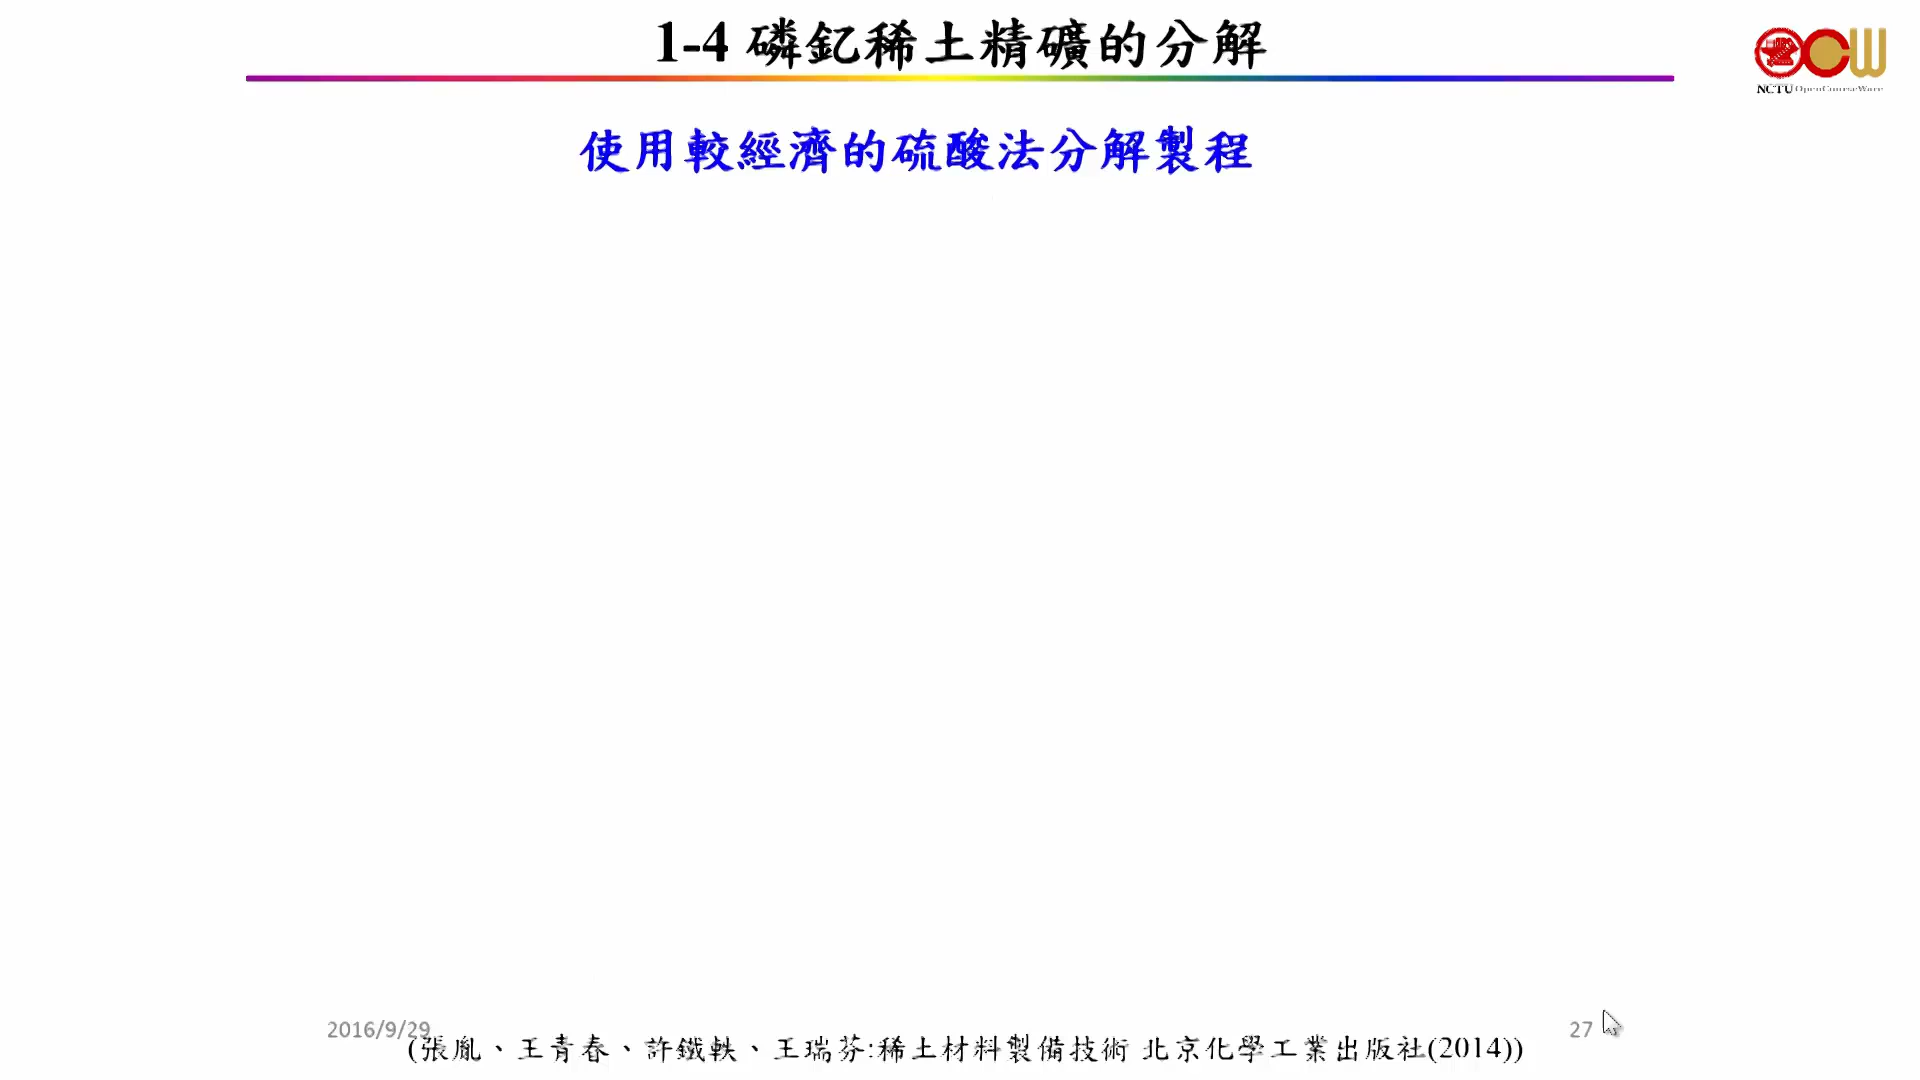 1-4 磷釔稀土精礦的分解
NCTU OpenCourseWare
使用較經濟的硫酸法分解製程
2016/9/29
27
(張胤、王青春、許鐵軼、王瑞芬:稀土材料製備技術 北京化學工業出版社(2014))